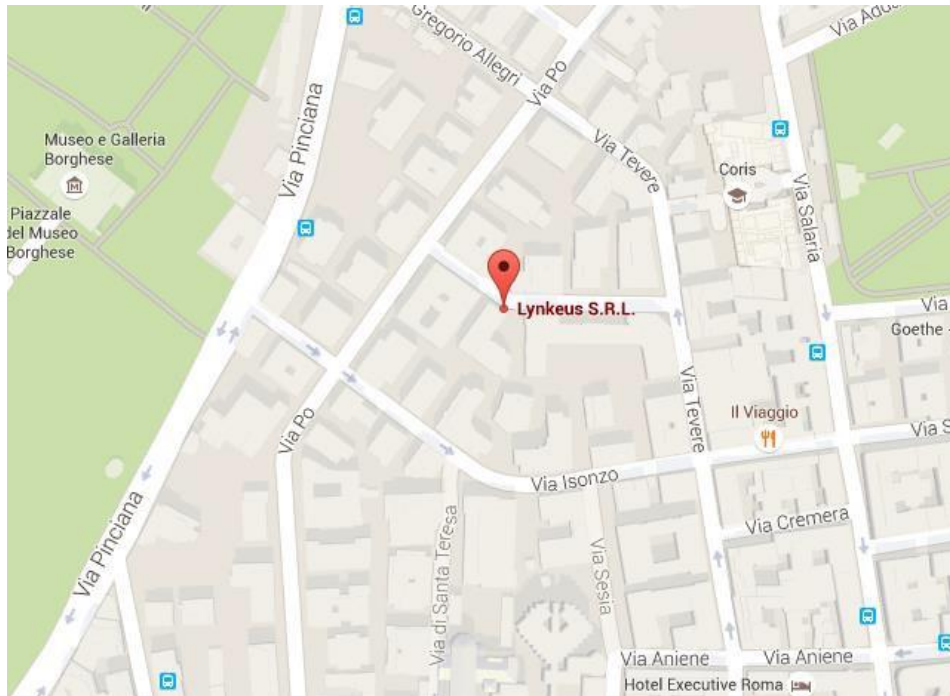 Gregorio Allegri
Via Po
Via Pinciana
Museo e Galleria
Borghese
Via Tevere
Coris
Via Salaria
Piazzale
del Museo
Borghese
Lynkeus S.R.L.
Via
Goethe
Via Tevere
Il Viaggio
Via Po
Via S
Via Isonzo
Via Pinciana
Via di Santa Teresa
Via Sesia
Via Cremera
Via Aniene
Via Aniene
Hotel Executive Roma